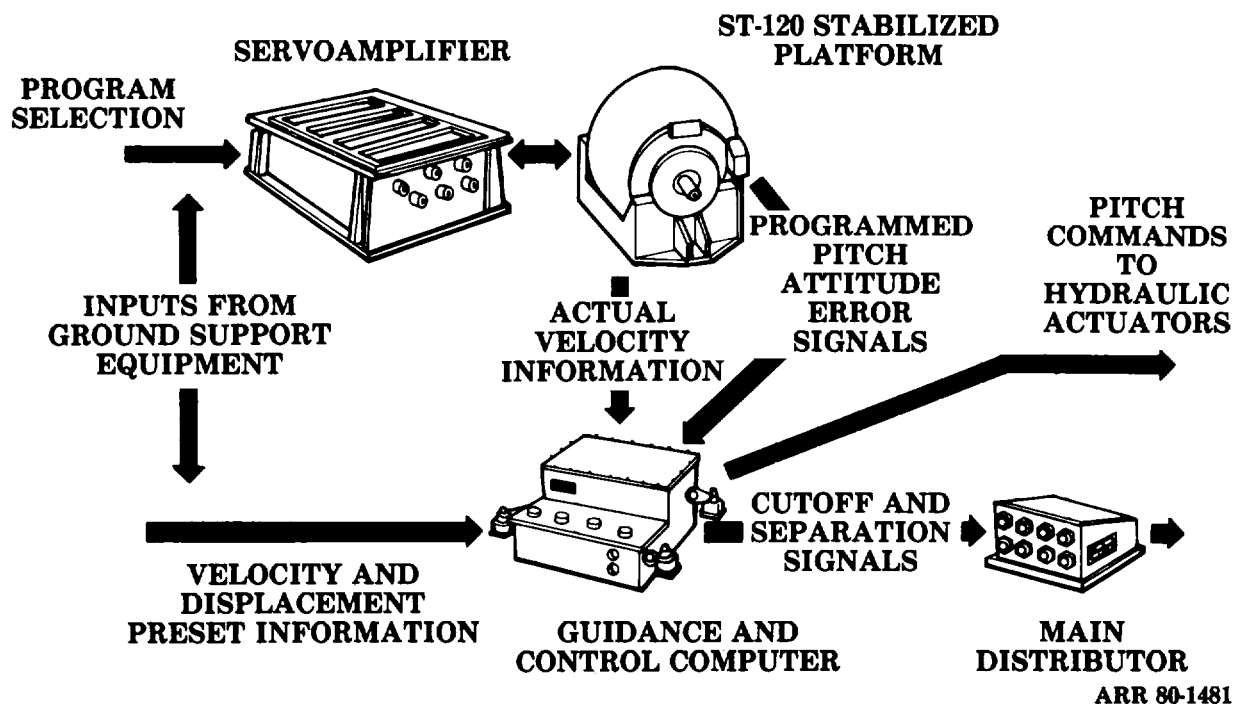 SERVOAMPLIFIER
ST-120 STABILIZED
PLATFORM
PROGRAM
SELECTION
INPUTS FROM
GROUND SUPPORT
EQUIPMENT
ACTUAL
VELOCITY
INFORMATION
PROGRAMMED
PITCH
ATTITUDE
ERROR
SIGNALS
PITCH
COMMANDS
TO
HYDRAULIC
ACTUATORS
CUTOFF AND
SEPARATION
SIGNALS
VELOCITY AND
DISPLACEMENT
PRESET INFORMATION
GUIDANCE AND
CONTROL COMPUTER
MAIN
DISTRIBUTOR
ARR 80-1481